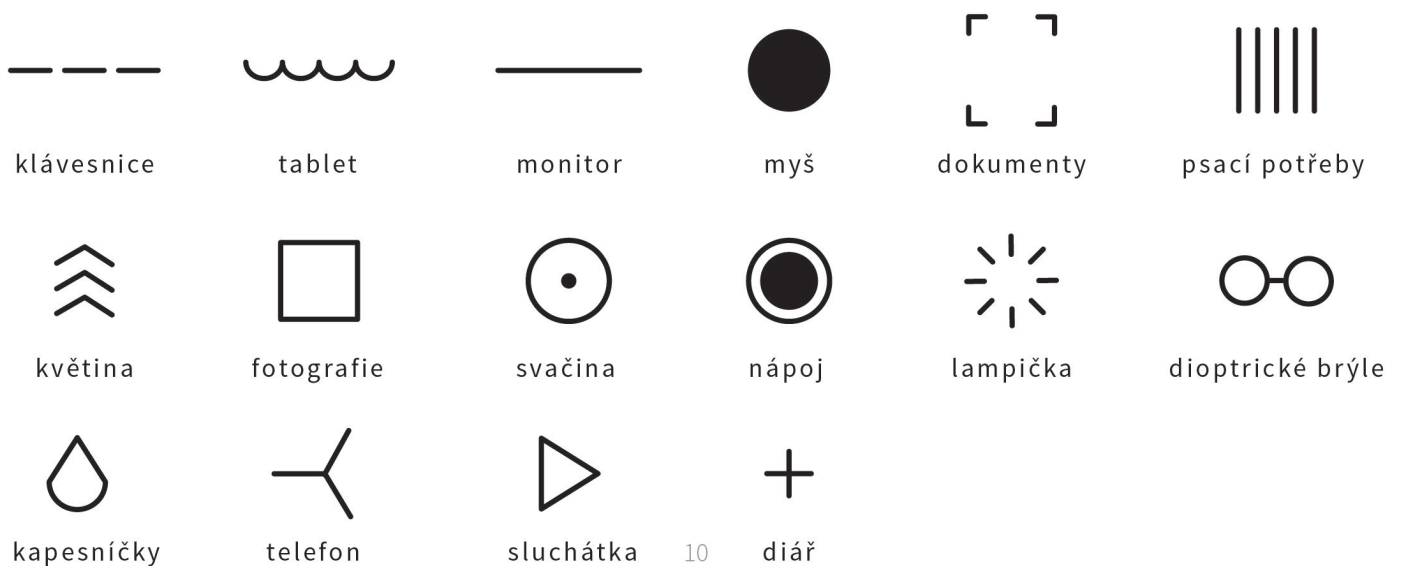 klávesnice tablet monitor myš dokumenty psací potřeby
květina fotografie svačina nápoj lampička dioptrické brýle
kapesníčky telefon sluchátka 10 diář